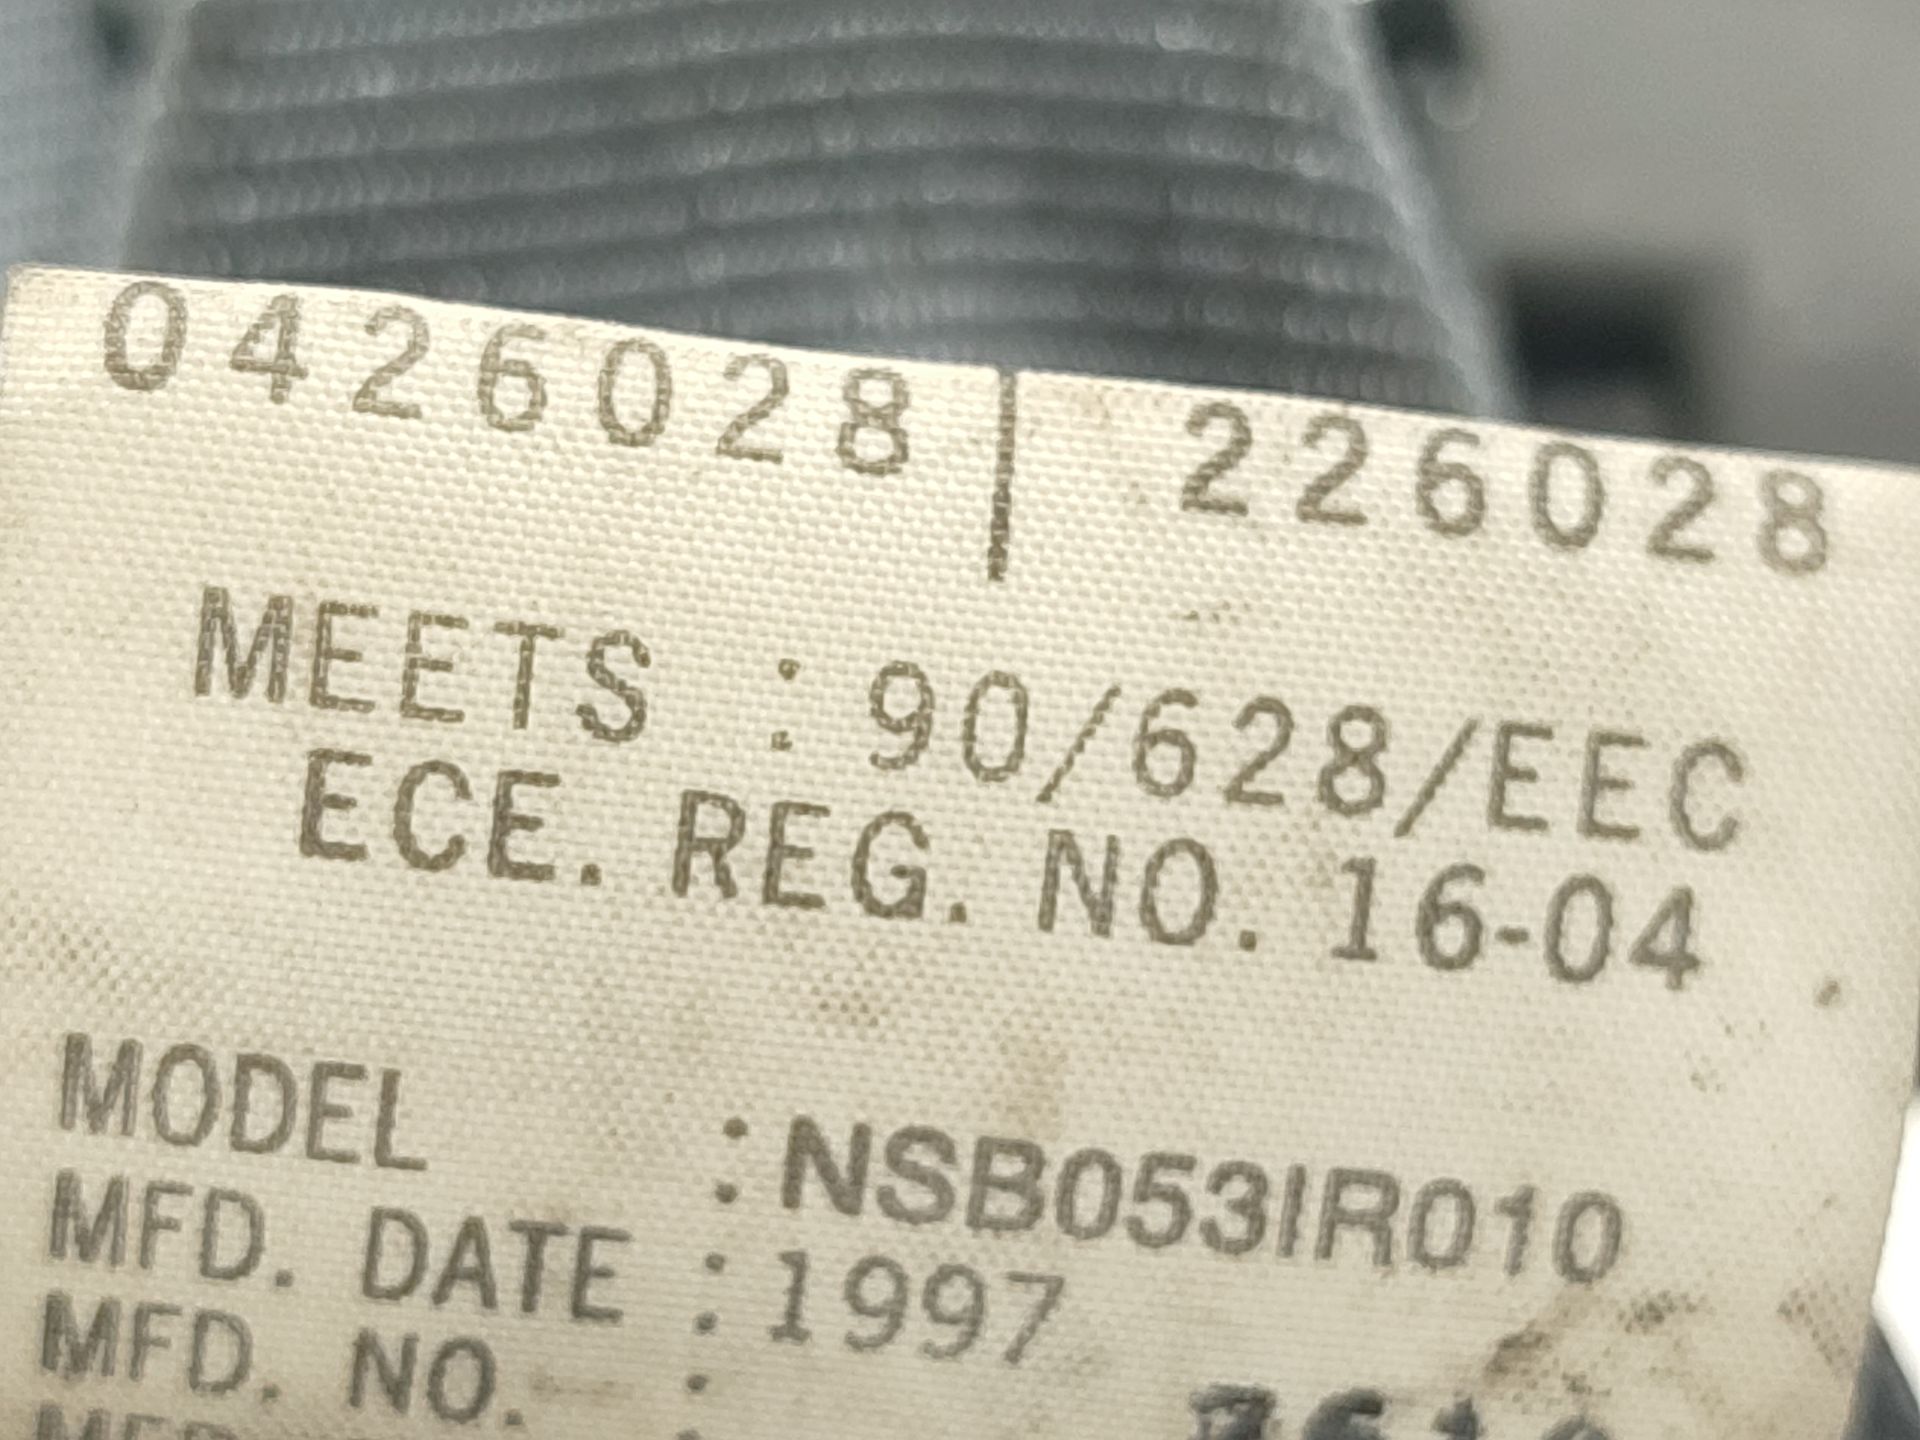 0426028 | 226028
MEETS : 90/628/EEC
ECE. REG. NO. 16-04
MODEL : NSB053IR010
MFD. DATE : 1997
MFD. NO. :